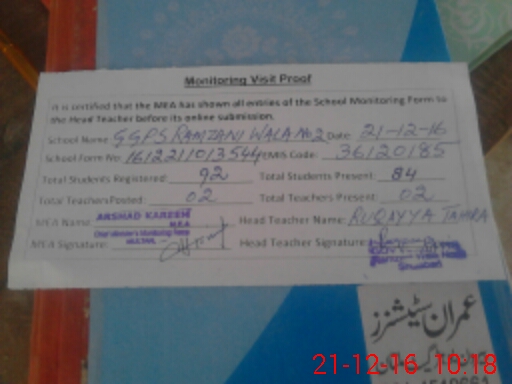 Monitoring Visit Proof
It is certified that the MEA has shown all entries of the School Monitoring Form to
the Head Teacher before its online submission.
School Name: GGPS RAMZANI WALA No 2 Date: 21-12-16
School Form No: EMIS Code: 36120185
Total Students Registered: 92 Total Students Present: 84
Total Teachers Posted: 02 Total Teachers Present: 02
MEA Name: ARSHAD KAREEM Head Teacher Name: RUQAYYA TAHIRA
M.E.A
MEA Signature: Head Teacher Signature:
عمران سٹیشنرز
21-12-16 10:18